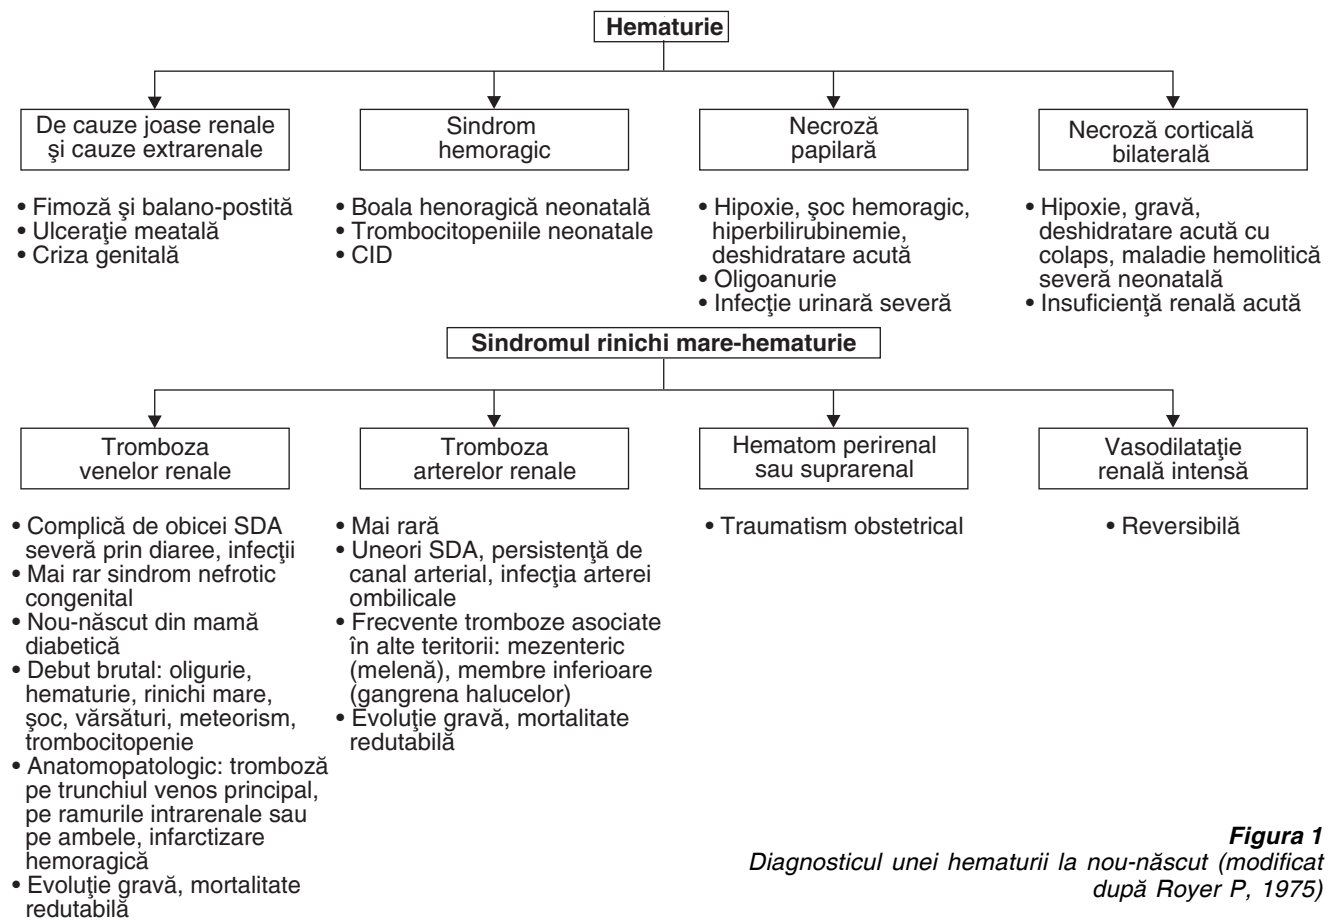 Hematurie
De cauze joase renale
şi cauze extrarenale
• Fimoză şi balano-postită
• Ulceraţie meatală
• Criza genitală
Sindrom
hemoragic
• Boala henoragică neonatală
• Trombocitopeniile neonatale
• CID
Necroză
papilară
• Hipoxie, şoc hemoragic,
hiperbilirubinemie,
deshidratare acută
• Oligoanurie
• Infecţie urinară severă
Necroză corticală
bilaterală
• Hipoxie, gravă,
deshidratare acută cu
colaps, maladie hemolitică
severă neonatală
• Insuficienţă renală acută
Sindromul rinichi mare-hematurie
Tromboza
venelor renale
• Complică de obicei SDA
severă prin diaree, infecţii
• Mai rar sindrom nefrotic
congenital
• Nou-născut din mamă
diabetică
• Debut brutal: oligurie,
hematurie, rinichi mare,
şoc, vărsături, meteorism,
trombocitopenie
• Anatomopatologic: tromboză
pe trunchiul venos principal,
pe ramurile intrarenale sau
pe ambele, infarctizare
hemoragică
• Evoluţie gravă, mortalitate
redutabilă
Tromboza
arterelor renale
• Mai rară
• Uneori SDA, persistenţă de
canal arterial, infecţia arterei
ombilicale
• Frecvente tromboze asociate
în alte teritorii: mezenteric
(melenă), membre inferioare
(gangrena halucelor)
• Evoluţie gravă, mortalitate
redutabilă
Hematom perirenal
sau suprarenal
• Traumatism obstetrical
Vasodilataţie
renală intensă
• Reversibilă
Figura 1
Diagnosticul unei hematurii la nou-născut (modificat
după Royer P, 1975)